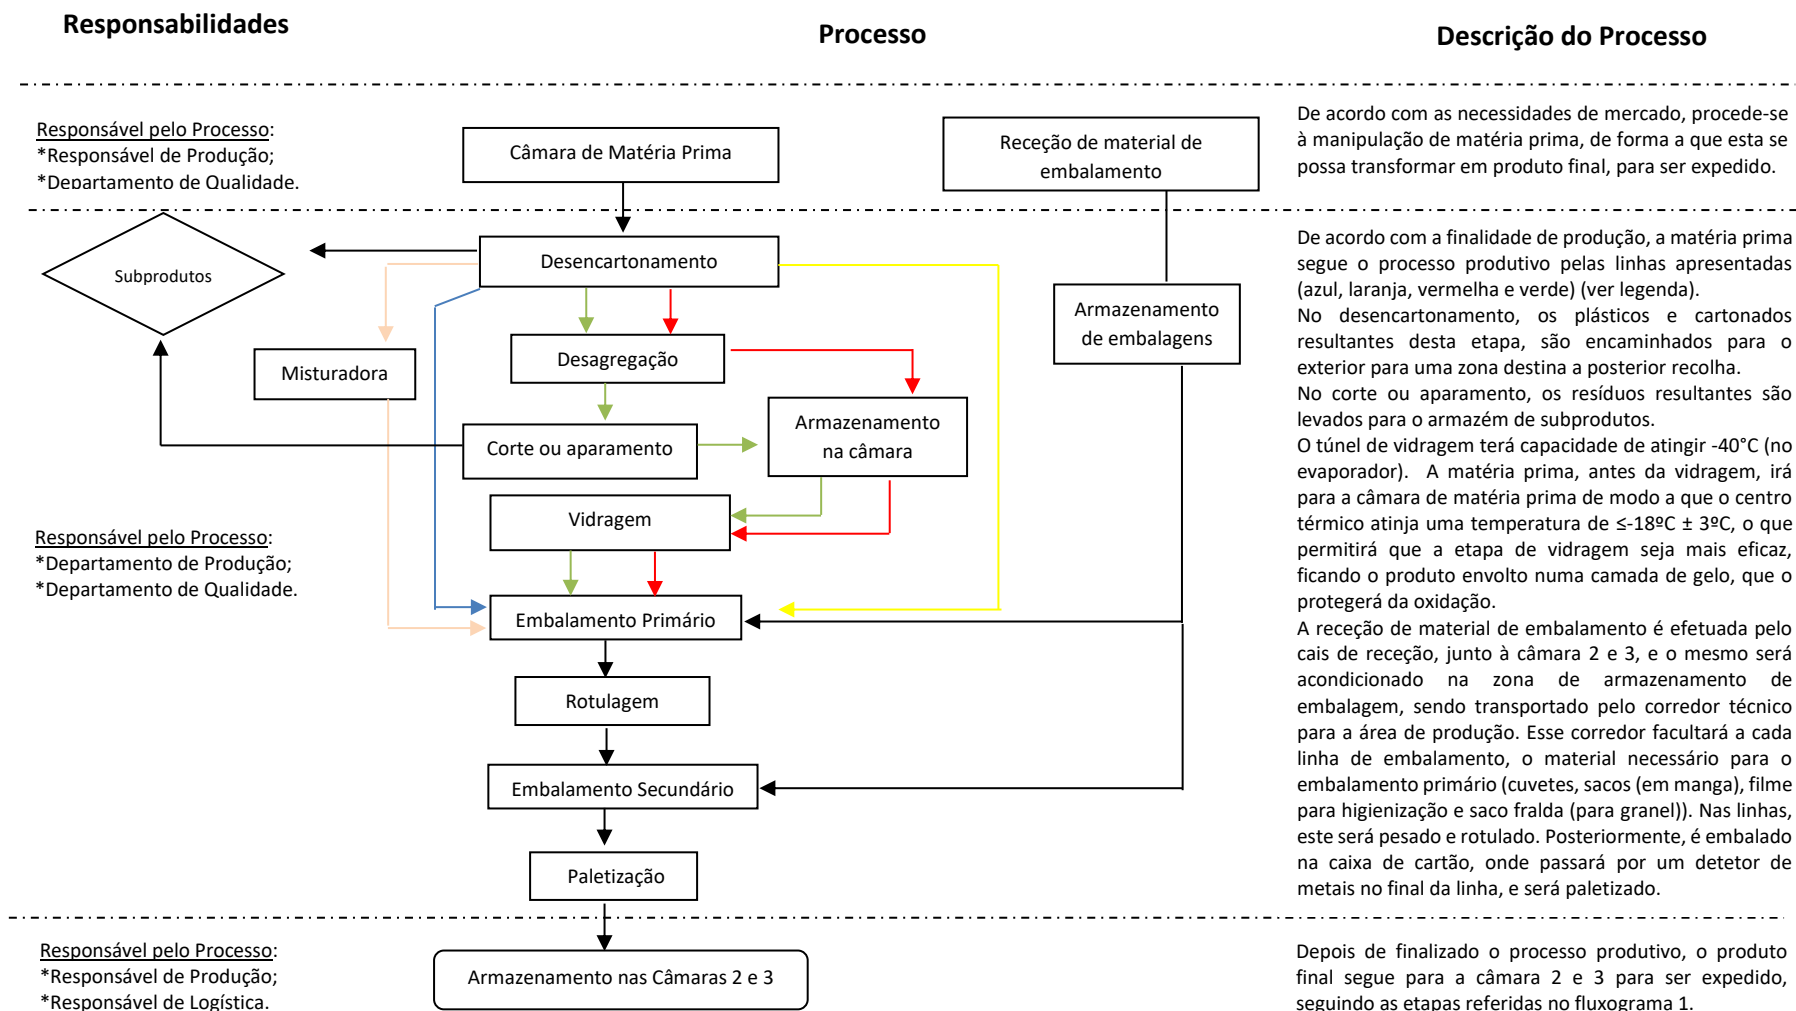 Responsabilidades
Processo
Descrição do Processo
Responsável pelo Processo:
*Responsável de Produção;
*Departamento de Qualidade.
Câmara de Matéria Prima
Receção de material de
embalamento
De acordo com as necessidades de mercado, procede-se
à manipulação de matéria prima, de forma a que esta se
possa transformar em produto final, para ser expedido.
Subprodutos
Desencartonamento
Misturadora
Desagregação
Armazenamento
de embalagens
Corte ou aparamento
Armazenamento
na câmara
Vidragem
Responsável pelo Processo:
*Departamento de Produção;
*Departamento de Qualidade.
Embalamento Primário
Rotulagem
Embalamento Secundário
Paletização
De acordo com a finalidade de produção, a matéria prima
segue o processo produtivo pelas linhas apresentadas
(azul, laranja, vermelha e verde) (ver legenda).
No desencartonamento, os plásticos e cartonados
resultantes desta etapa, são encaminhados para o
exterior para uma zona destina a posterior recolha.
No corte ou aparamento, os resíduos resultantes são
levados para o armazém de subprodutos.
O túnel de vidragem terá capacidade de atingir -40°C (no
evaporador). A matéria prima, antes da vidragem, irá
para a câmara de matéria prima de modo a que o centro
térmico atinja uma temperatura de ≤-18ºC ± 3ºC, o que
permitirá que a etapa de vidragem seja mais eficaz,
ficando o produto envolto numa camada de gelo, que o
protegerá da oxidação.
A receção de material de embalamento é efetuada pelo
cais de receção, junto à câmara 2 e 3, e o mesmo será
acondicionado na zona de armazenamento de
embalagem, sendo transportado pelo corredor técnico
para a área de produção. Esse corredor facultará a cada
linha de embalamento, o material necessário para o
embalamento primário (cuvetes, sacos (em manga), filme
para higienização e saco fralda (para granel)). Nas linhas,
este será pesado e rotulado. Posteriormente, é embalado
na caixa de cartão, onde passará por um detetor de
metais no final da linha, e será paletizado.
Responsável pelo Processo:
*Responsável de Produção;
*Responsável de Logística.
Armazenamento nas Câmaras 2 e 3
Depois de finalizado o processo produtivo, o produto
final segue para a câmara 2 e 3 para ser expedido,
seguindo as etapas referidas no fluxograma 1.